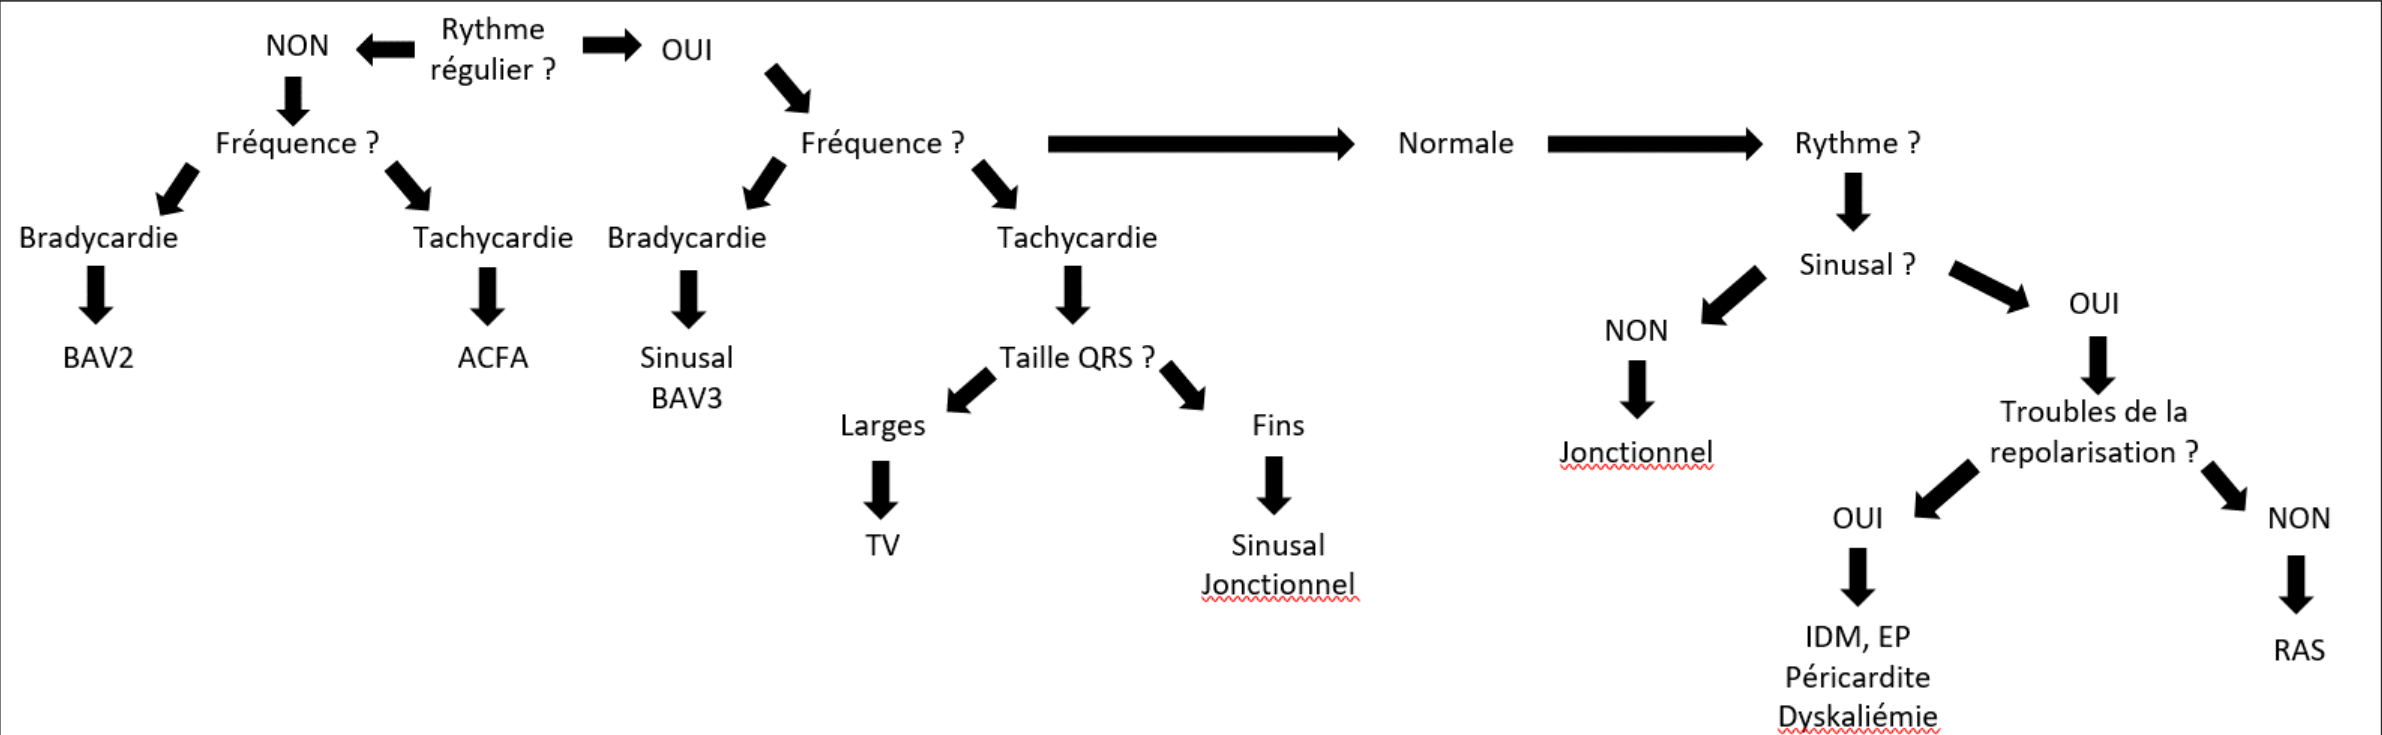 Rythme
régulier ?
NON
OUI
Fréquence ?
Fréquence ?
Normale
Rythme ?
Bradycardie
Tachycardie
Bradycardie
Tachycardie
Sinusal ?
NON
OUI
BAV2
ACFA
Sinusal
BAV3
Taille QRS ?
Larges
Fins
Jonctionnel
Troubles de la
repolarisation ?
TV
Sinusal
Jonctionnel
OUI
NON
IDM, EP
Péricardite
Dyskaliémie
RAS